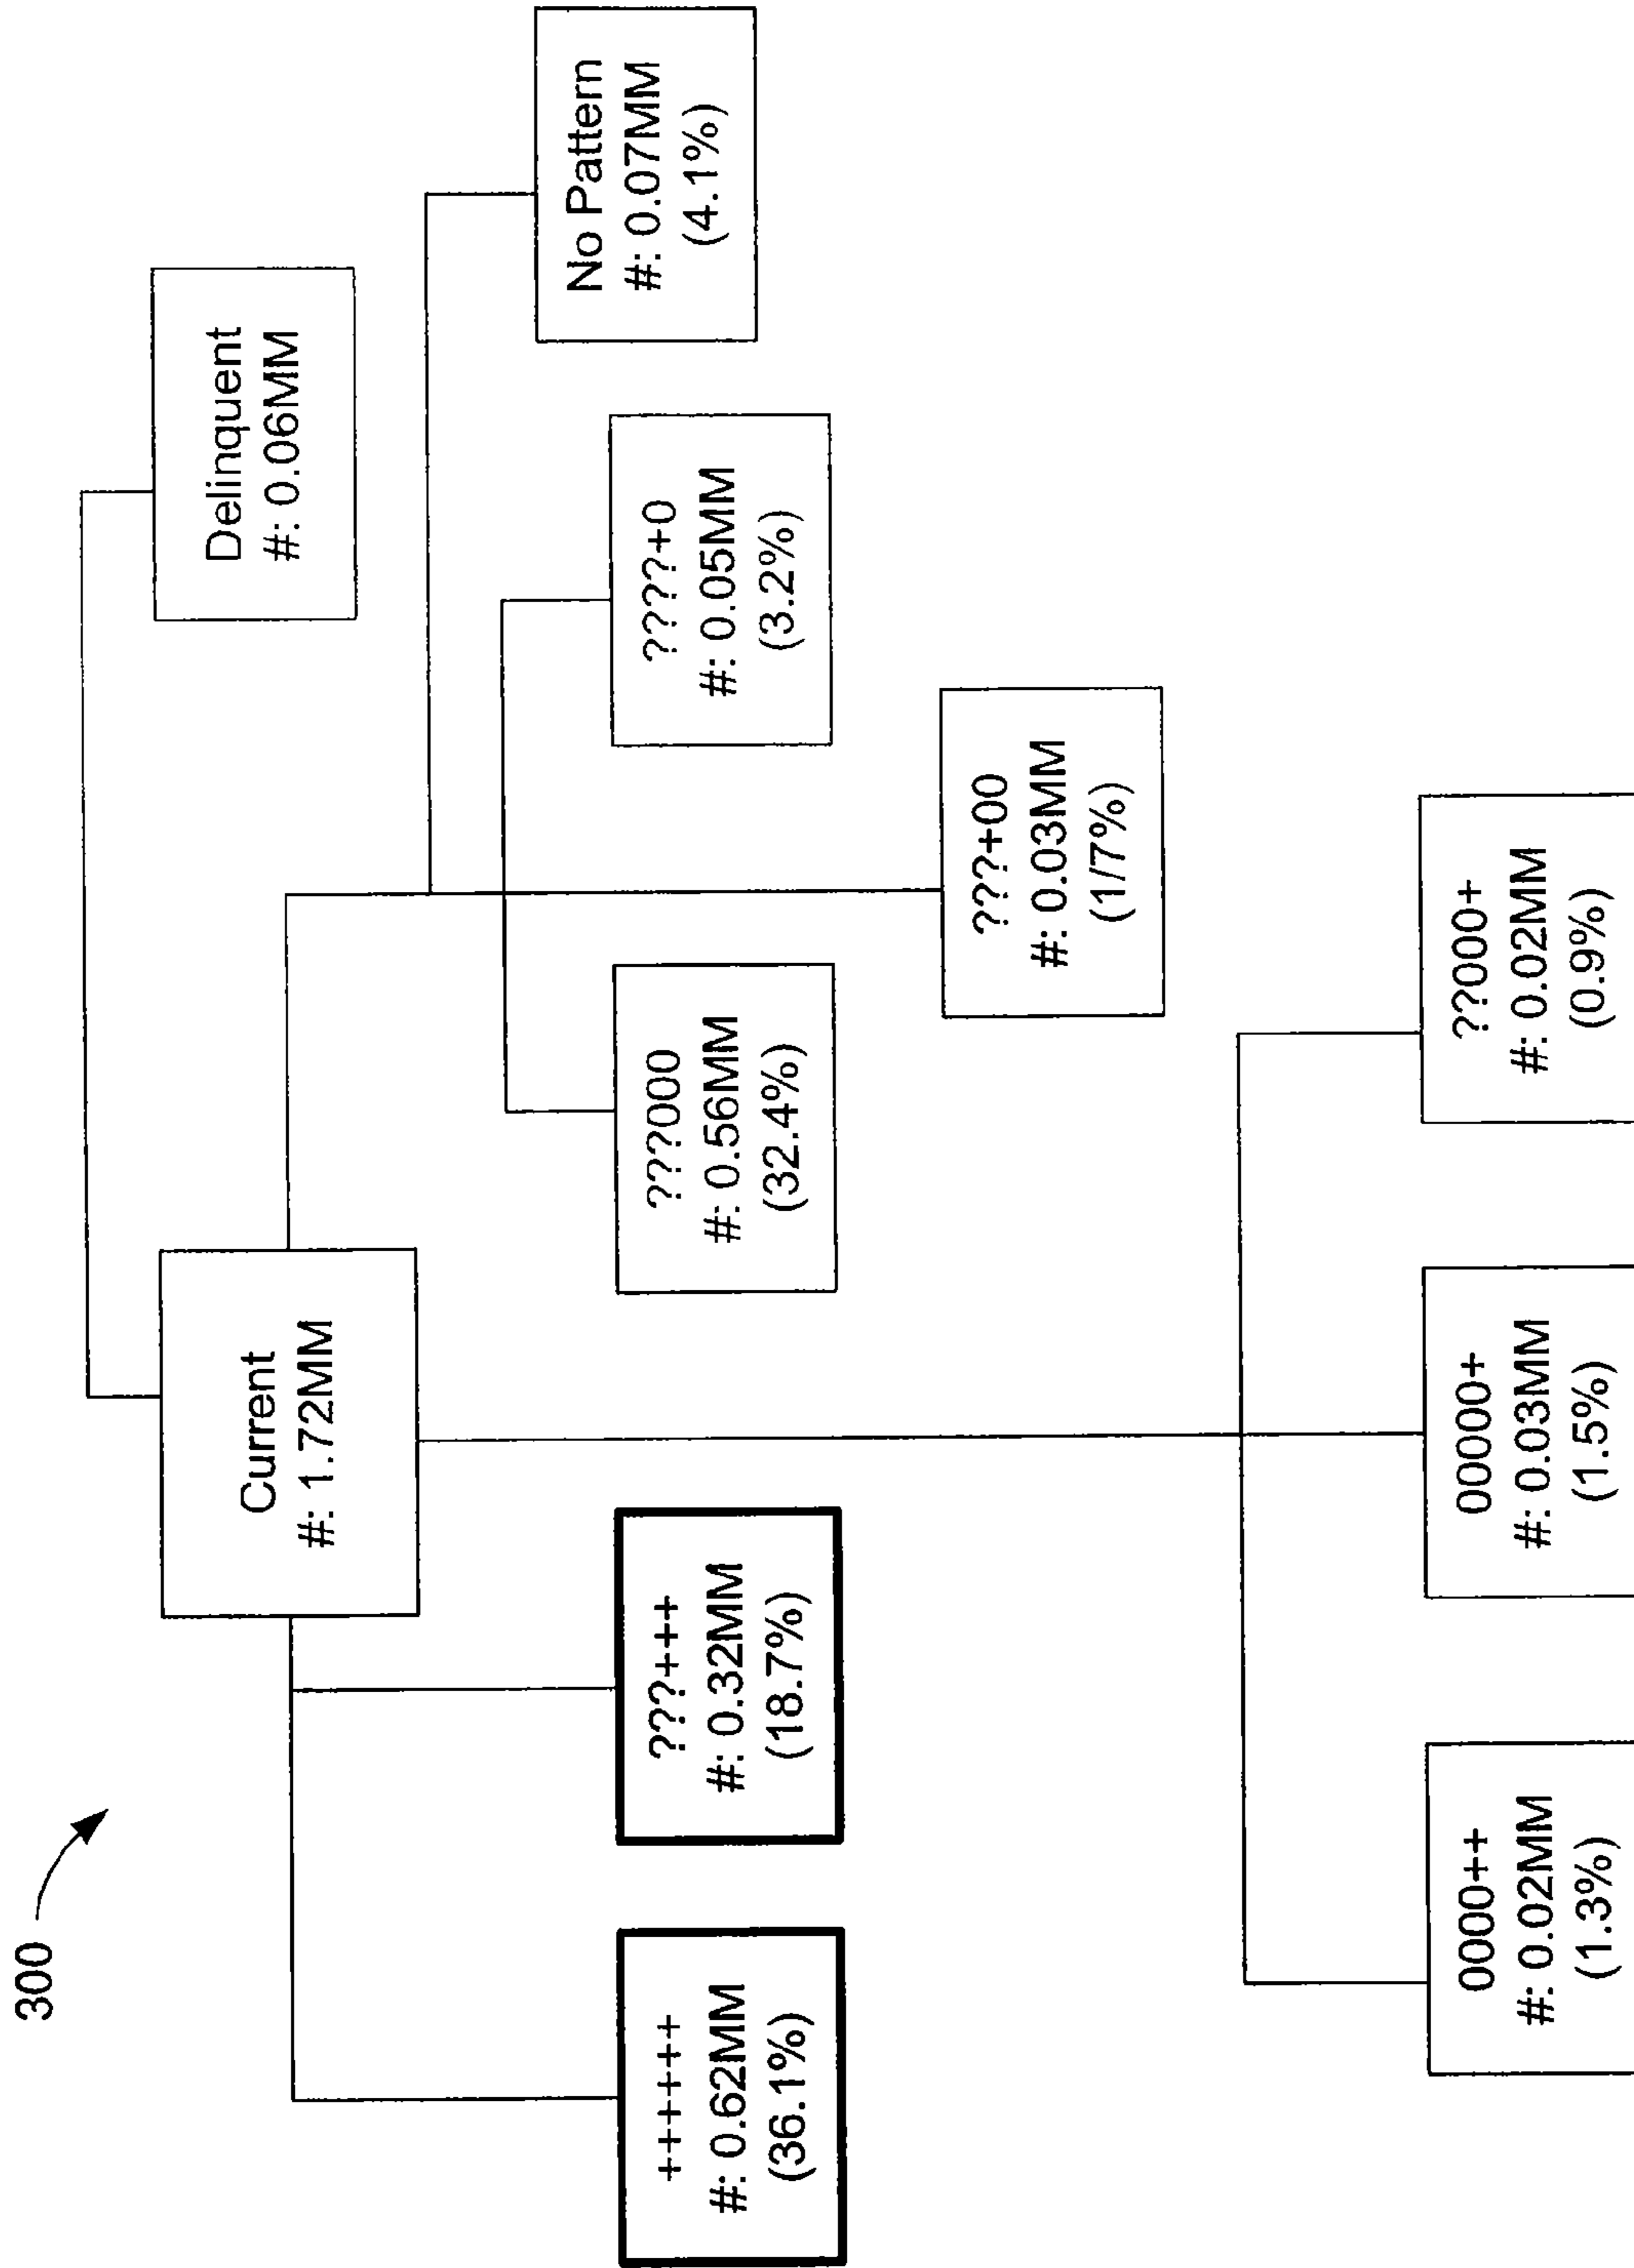 300
Current
#: 1.72MM
Delinquent
#: 0.06MM
++++++
#: 0.62MM
(36.1%)
???+++
#: 0.32MM
(18.7%)
???000
#: 0.56MM
(32.4%)
????+0
#: 0.05MM
(3.2%)
No Pattern
#: 0.07MM
(4.1%)
???+00
#: 0.03MM
(1/7%)
0000++
#: 0.02MM
(1.3%)
00000+
#: 0.03MM
(1.5%)
??000+
#: 0.02MM
(0.9%)